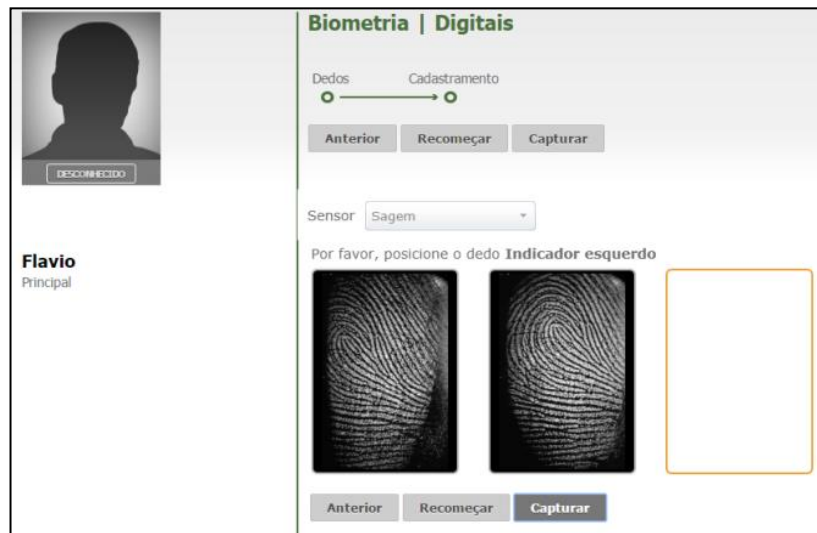 Biometria | Digitais
Dedos Cadastramento
Anterior Recomeçar Capturar
DESCONHECIDO
Sensor Sagem
Flavio
Principal
Por favor, posicione o dedo Indicador esquerdo
Anterior Recomeçar Capturar